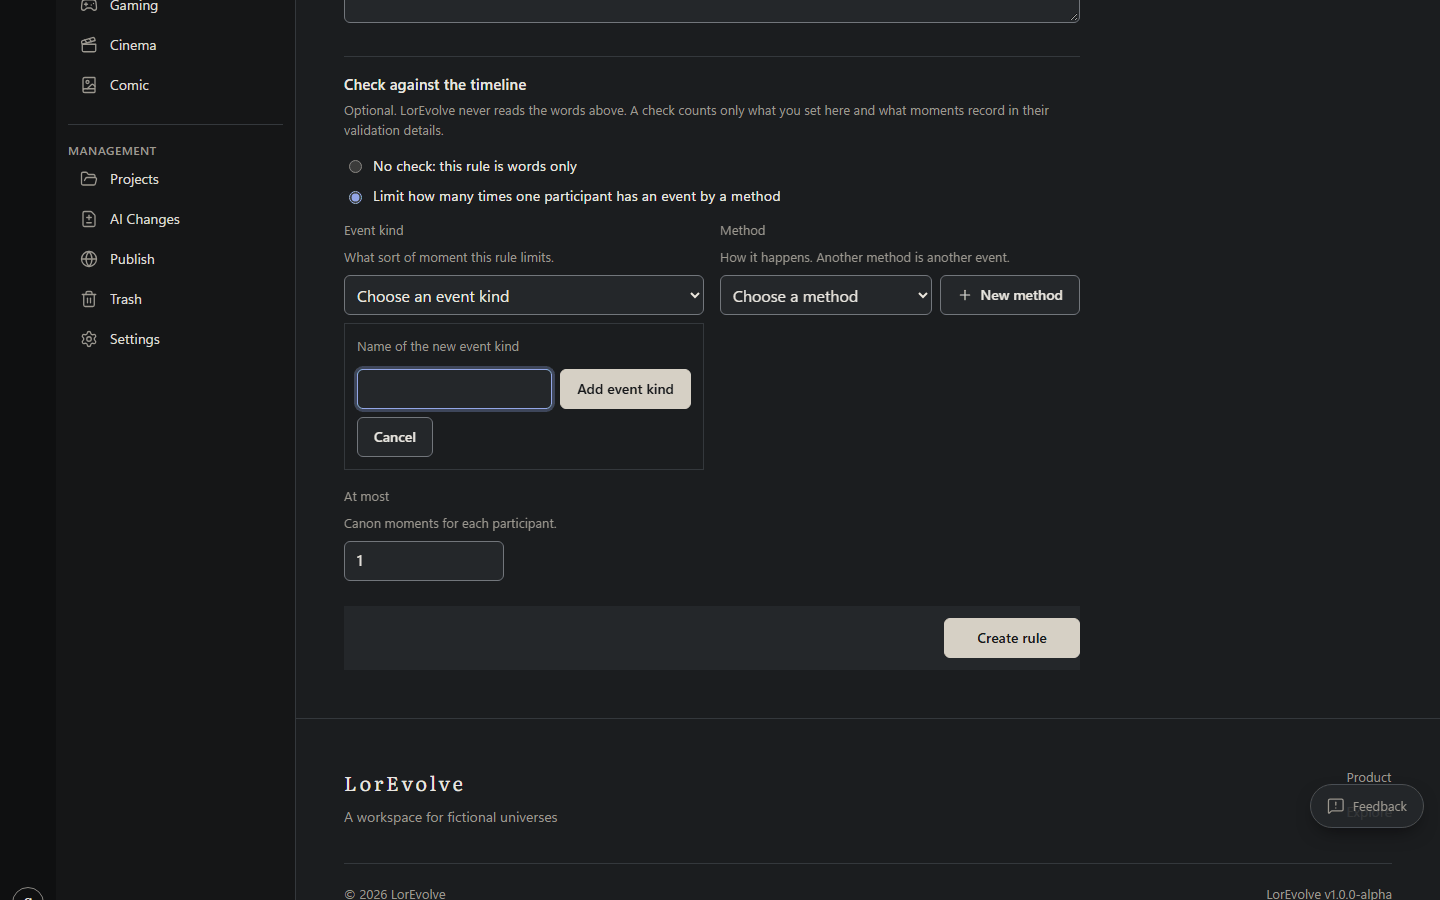 Gaming
Cinema
Comic
MANAGEMENT
Projects
AI Changes
Publish
Trash
Settings
Check against the timeline
Optional. LorEvolve never reads the words above. A check counts only what you set here and what moments record in their
validation details.
No check: this rule is words only
Limit how many times one participant has an event by a method
Event kind
What sort of moment this rule limits.
Choose an event kind
Method
How it happens. Another method is another event.
Choose a method
New method
Name of the new event kind
Add event kind
Cancel
At most
Canon moments for each participant.
1
Create rule
LorEvolve
A workspace for fictional universes
Product
Explore
Feedback
© 2026 LorEvolve
LorEvolve v1.0.0-alpha